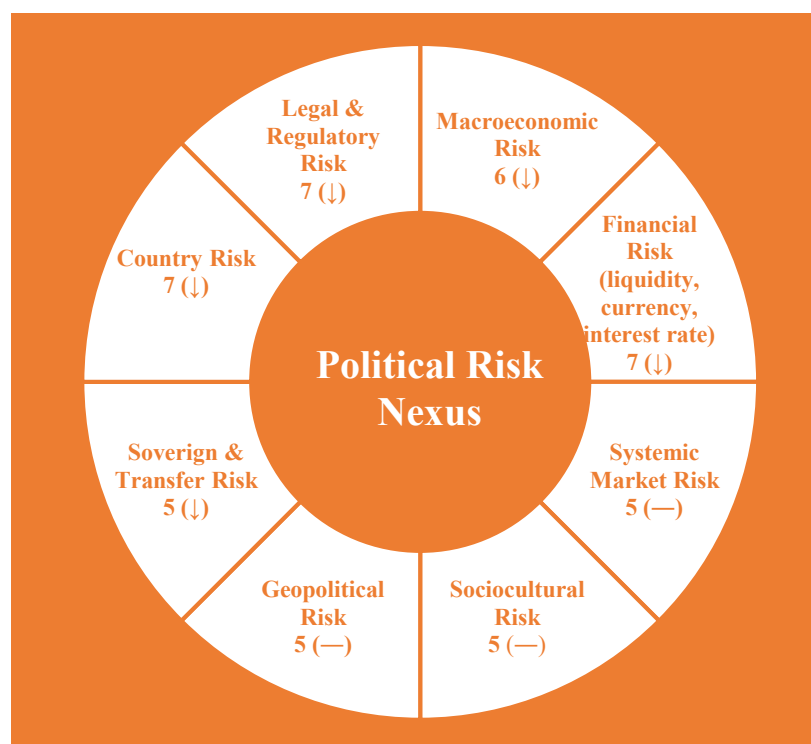 Legal &
Regulatory
Risk
7 (↓)
Macroeconomic
Risk
6 (↓)
Country Risk
7 (↓)
Financial
Risk
(liquidity,
currency,
interest rate)
7 (↓)
Political Risk
Nexus
Soverign &
Transfer Risk
5 (↓)
Systemic
Market Risk
5 (—)
Geopolitical
Risk
5 (—)
Sociocultural
Risk
5 (—)